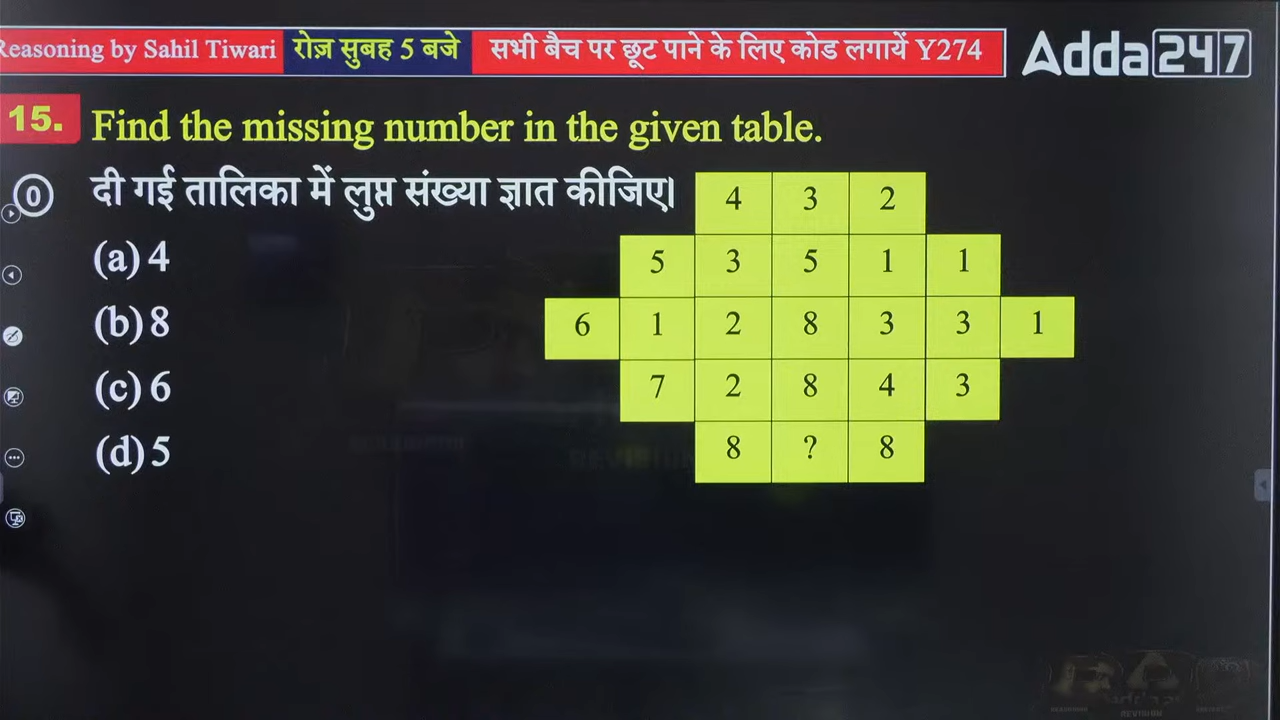 Reasoning by Sahil Tiwari रोज़ सुबह 5 बजे सभी बैच पर छूट पाने के लिए कोड लगायें Y274 Adda247
15. Find the missing number in the given table.
0 दी गई तालिका में लुप्त संख्या ज्ञात कीजिए।
4 3 2
(a) 4
5 3 5 1 1
(b) 8
6 1 2 8 3 3 1
(c) 6
7 2 8 4 3
(d) 5
8 ? 8